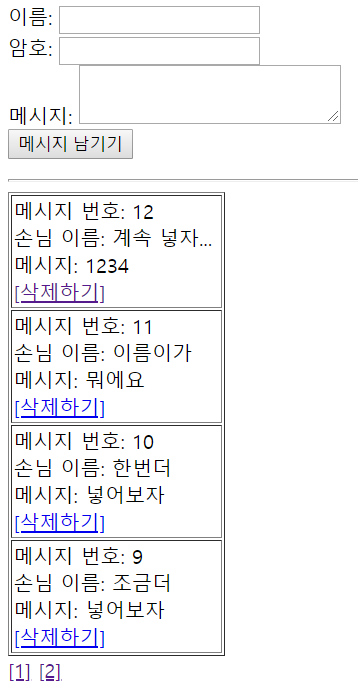 이름:
암호:
메시지:
메시지 남기기
메시지 번호: 12
손님 이름: 계속 넣자...
메시지: 1234
[삭제하기]
메시지 번호: 11
손님 이름: 이름이가
메시지: 뭐에요
[삭제하기]
메시지 번호: 10
손님 이름: 한번더
메시지: 넣어보자
[삭제하기]
메시지 번호: 9
손님 이름: 조금더
메시지: 넣어보자
[삭제하기]
[1] [2]